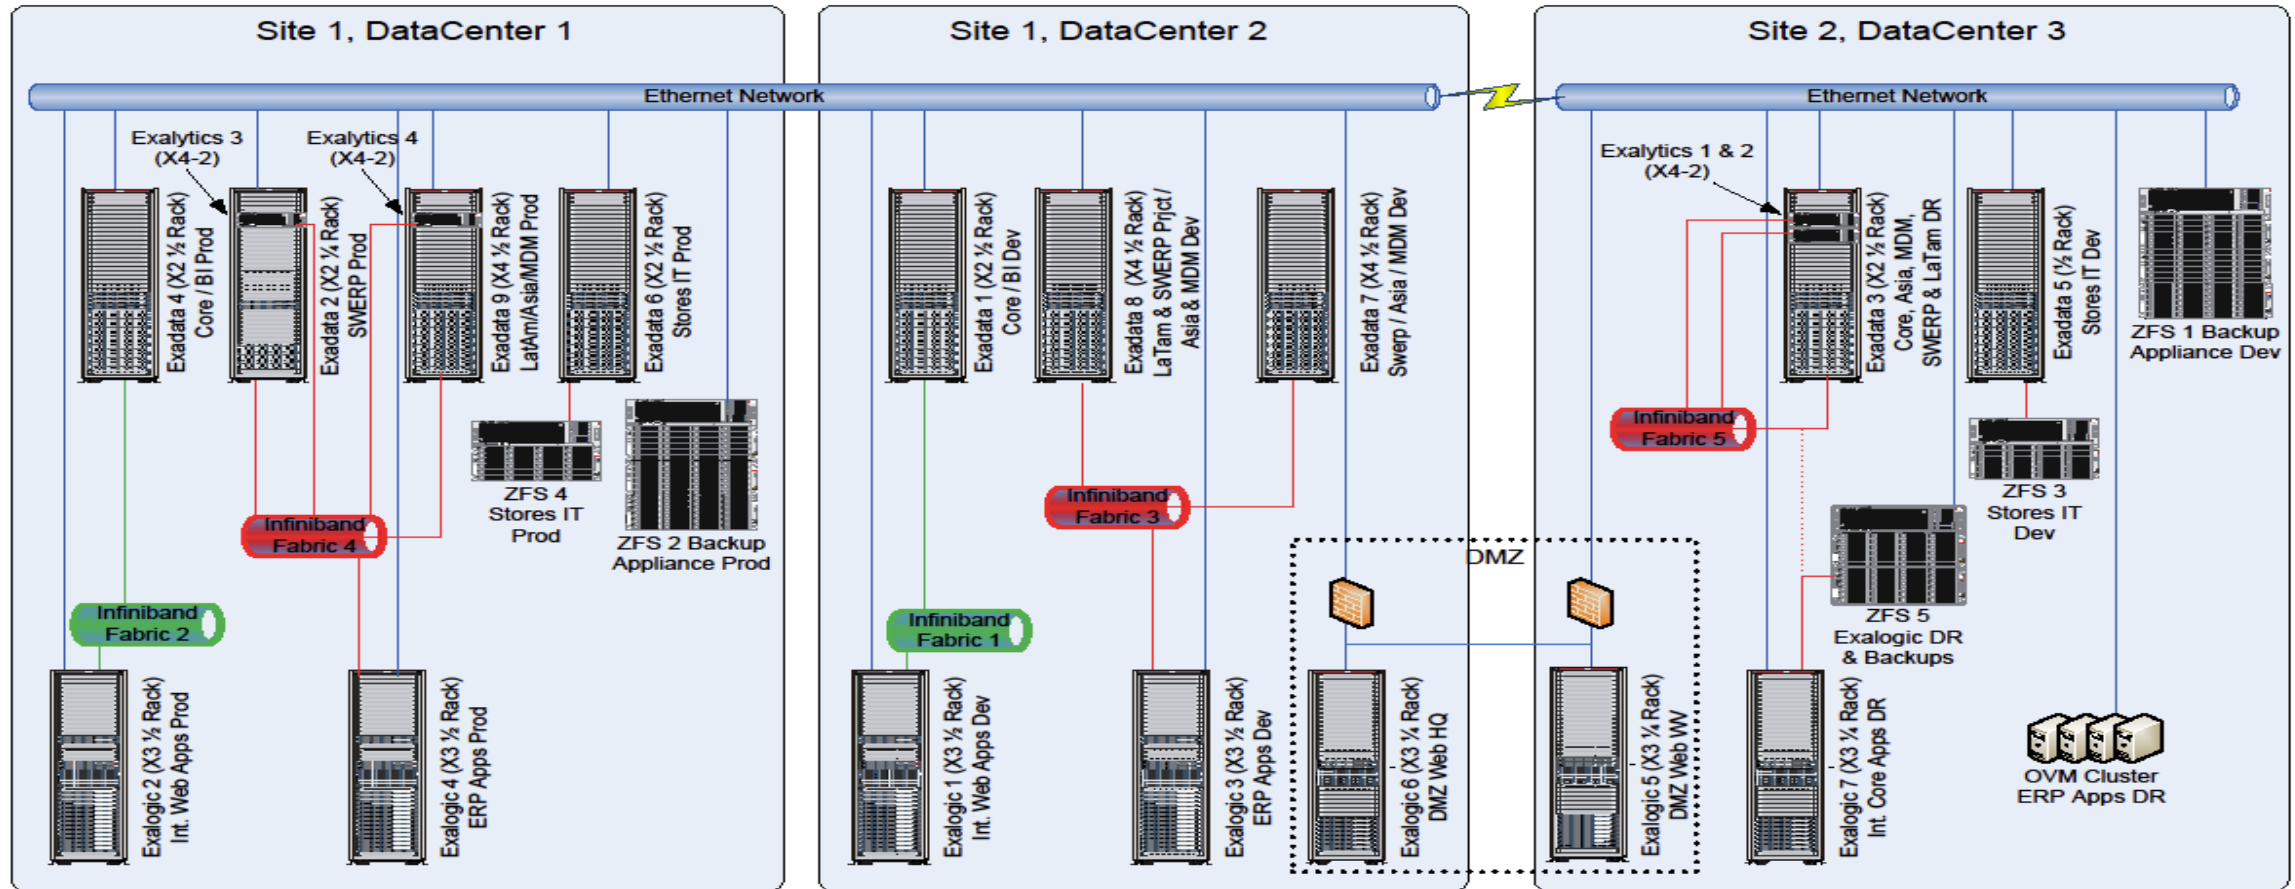 Site 1, DataCenter 1
Ethernet Network
Exalytics 3
(X4-2)
Exalytics 4
(X4-2)
Exadata 4 (X2 ½ Rack)
Core / BI Prod
Exadata 2 (X2 ¼ Rack)
SWERP Prod
Exadata 9 (X4 ½ Rack)
LatAm/Asia/MDM Prod
Exadata 6 (X2 ½ Rack)
Stores IT Prod
ZFS 4
Stores IT
Prod
ZFS 2 Backup
Appliance Prod
Infiniband
Fabric 4
Infiniband
Fabric 2
Exalogic 2 (X3 ½ Rack)
Int. Web Apps Prod
Exalogic 4 (X3 ½ Rack)
ERP Apps Prod
Site 1, DataCenter 2
Exadata 1 (X2 ½ Rack)
Core / BI Dev
Exadata 8 (X4 ½ Rack)
LaTam & SWERP Prjct/
Asia & MDM Dev
Exadata 7 (X4 ½ Rack)
Swerp / Asia / MDM Dev
Infiniband
Fabric 3
Infiniband
Fabric 1
Exalogic 1 (X3 ½ Rack)
Int. Web Apps Dev
Exalogic 3 (X3 ½ Rack)
ERP Apps Dev
DMZ
Exalogic 6 (X3 ¼ Rack)
DMZ Web HQ
Site 2, DataCenter 3
Ethernet Network
Exalytics 1 & 2
(X4-2)
Exadata 3 (X2 ½ Rack)
Core, Asia, MDM,
SWERP & LaTam DR
Exadata 5 (½ Rack)
Stores IT Dev
ZFS 1 Backup
Appliance Dev
Infiniband
Fabric 5
ZFS 3
Stores IT
Dev
ZFS 5
Exalogic DR
& Backups
Exalogic 5 (X3 ¼ Rack)
DMZ Web WW
Exalogic 7 (X3 ¼ Rack)
Int. Core Apps DR
OVM Cluster
ERP Apps DR